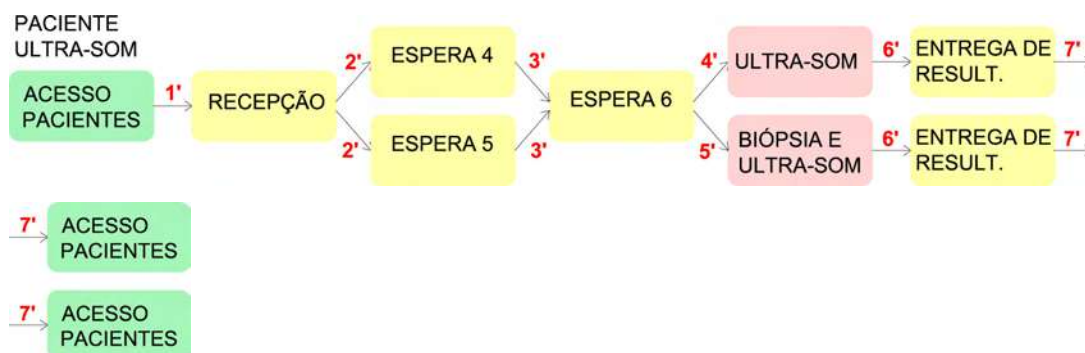 PACIENTE
ULTRA-SOM
ACESSO
PACIENTES
1'
RECEPÇÃO
2'
2'
ESPERA 4
ESPERA 5
3'
3'
ESPERA 6
4'
5'
ULTRA-SOM
BIÓPSIA E
ULTRA-SOM
6'
6'
ENTREGA DE
RESULT.
ENTREGA DE
RESULT.
7'
7'
7'
ACESSO
PACIENTES
7'
ACESSO
PACIENTES